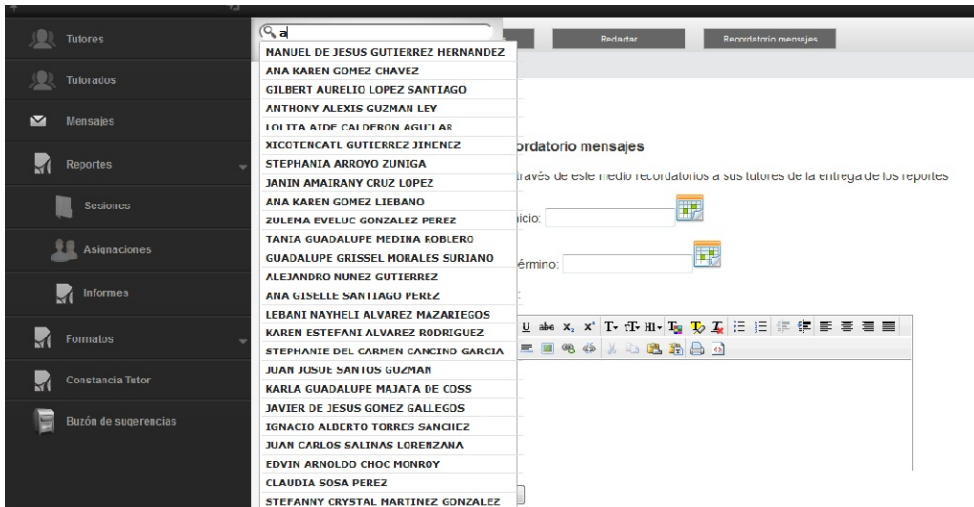 Tutores
Tutorados
Mensajes
Reportes
Sesiones
Asignaciones
Informes
Formatos
Constancia Tutor
Buzón de sugerencias
a
MANUEL DE JESUS GUTIERREZ HERNANDEZ
ANA KAREN GOMEZ CHAVEZ
GILBERT AURELIO LOPEZ SANTIAGO
ANTHONY ALEXIS GUZMAN LEY
LOLITA AIDE CALDERON AGUILAR
XICOTENCATL GUTIERREZ JIMENEZ
STEPHANIA ARROYO ZUNIGA
JANIN AMAIRANY CRUZ LOPEZ
ANA KAREN GOMEZ LIEBANO
ZULEMA EVELUC GONZALEZ PEREZ
TANIA GUADALUPE MEDINA ROBLERO
GUADALUPE GRISSEL MORALES SURIANO
ALEJANDRO NUNEZ GUTIERREZ
ANA GISELLE SANTIAGO PEREZ
LEBANI NAYHELI ALVAREZ MAZARIEGOS
KAREN ESTEFANI ALVAREZ RODRIGUEZ
STEPHANIE DEL CARMEN CANCINO GARCIA
JUAN JOSUE SANTOS GUZMAN
KARLA GUADALUPE MAJATA DE COSS
JAVIER DE JESUS GOMEZ GALLEGOS
IGNACIO ALBERTO TORRES SANCHEZ
JUAN CARLOS SALINAS LORENZANA
EDVIN ARNOLDO CHOC MONROY
CLAUDIA SOSA PEREZ
STEFANNY CRYSTAL MARTINEZ GONZALEZ
Redactar
Recordatorio mensajes
ordatorio mensajes
través de este medio recordatorios a sus tutores de la entrega de los reportes
icio:
érmino:
:
U abc X, X' T T H1